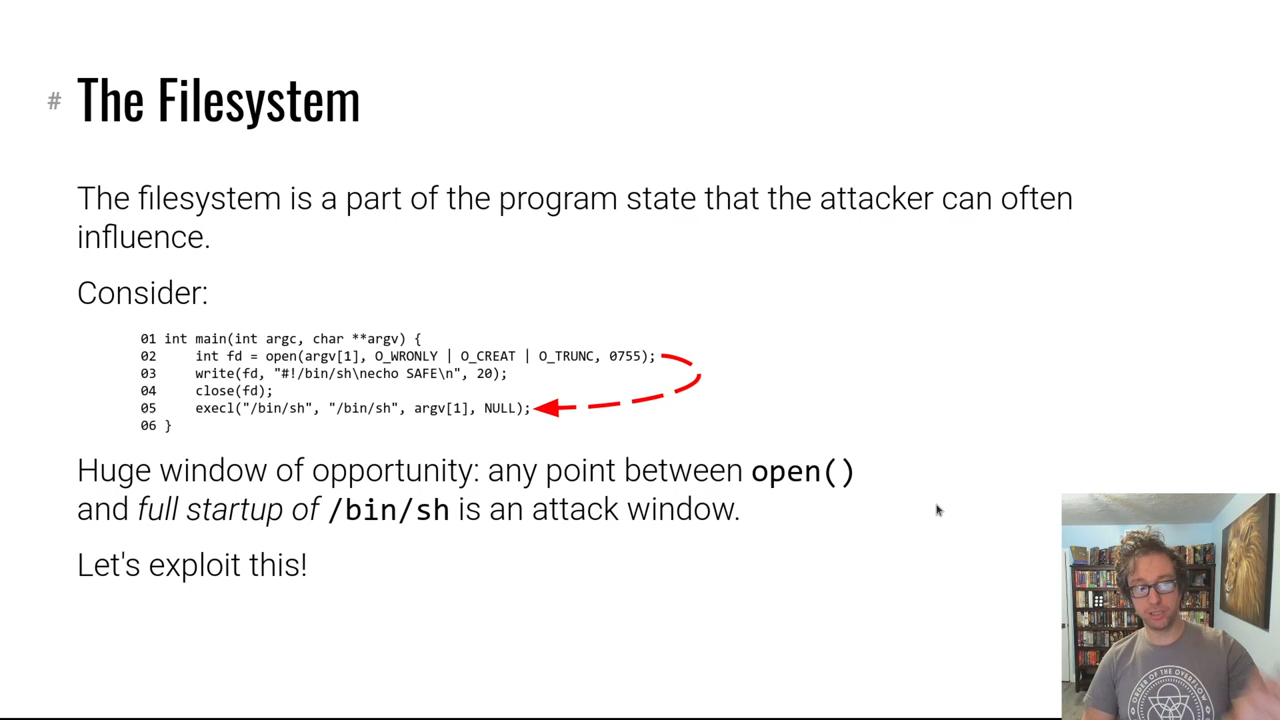 # The Filesystem
The filesystem is a part of the program state that the attacker can often
influence.
Consider:
01 int main(int argc, char **argv) {
02     int fd = open(argv[1], O_WRONLY | O_CREAT | O_TRUNC, 0755);
03     write(fd, "#!/bin/sh\necho SAFE\n", 20);
04     close(fd);
05     execl("/bin/sh", "/bin/sh", argv[1], NULL);
06 }
Huge window of opportunity: any point between open()
and full startup of /bin/sh is an attack window.
Let's exploit this!
ORDER OF THE OVERFLOW